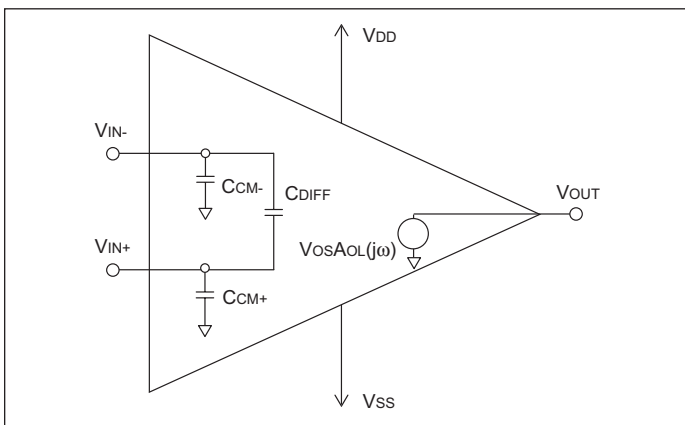 VDD
VIN-
CCM-
CDIFF
VOUT
VOSAOL(jω)
VIN+
CCM+
VSS